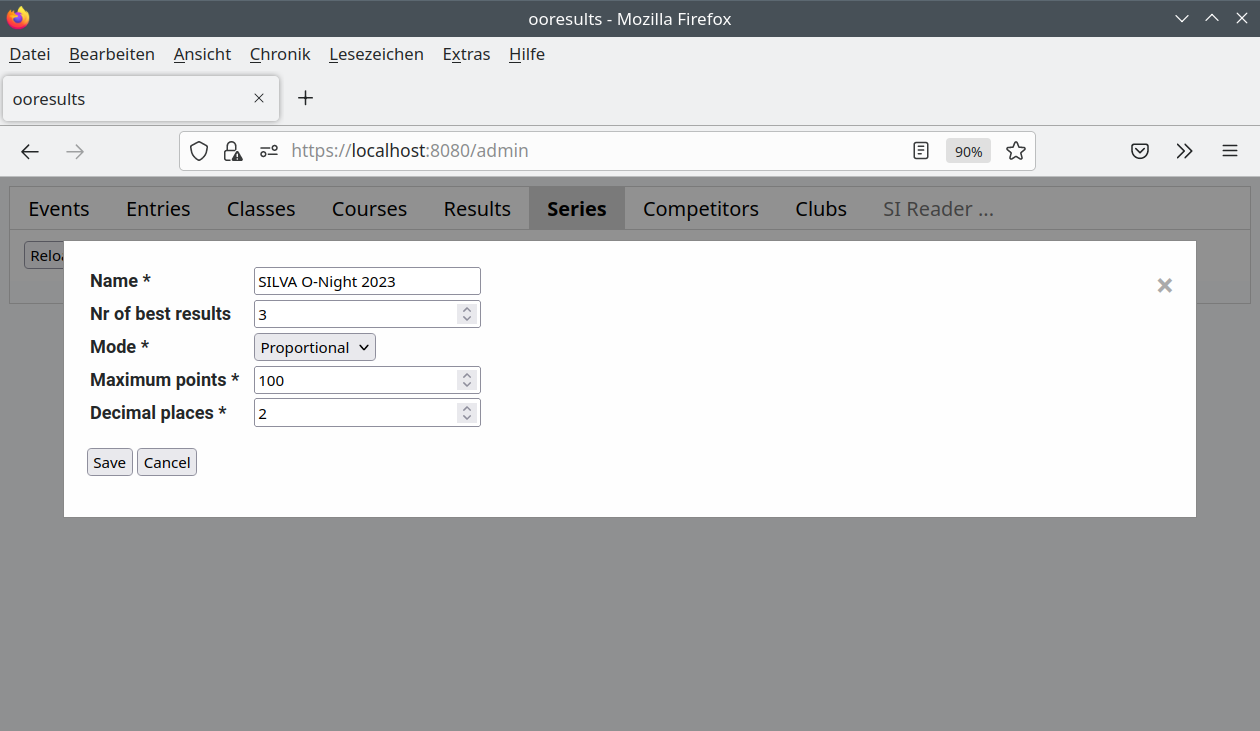 ooresults - Mozilla Firefox
Datei Bearbeiten Ansicht Chronik Lesezeichen Extras Hilfe
ooresults
https://localhost:8080/admin 90%
Events Entries Classes Courses Results Series Competitors Clubs SI Reader ...
Name * SILVA O-Night 2023
Nr of best results 3
Mode * Proportional
Maximum points * 100
Decimal places * 2
Save Cancel